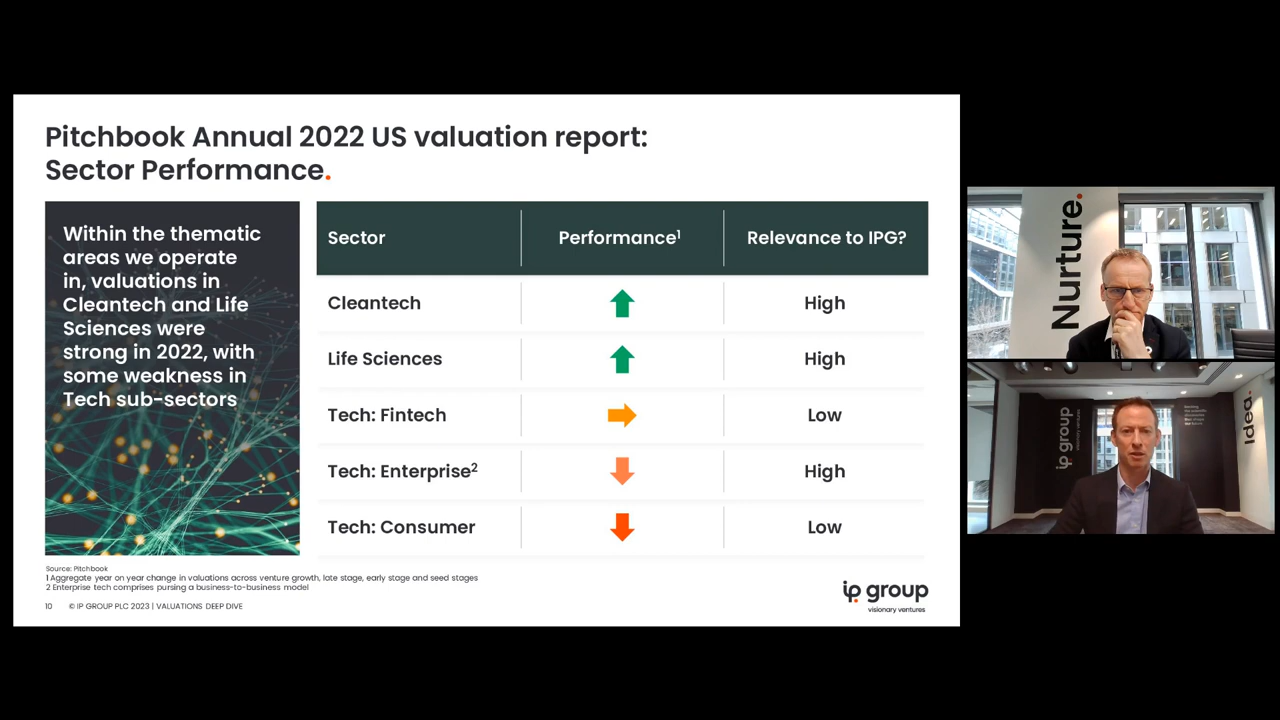 Pitchbook Annual 2022 US valuation report:
Sector Performance.
Within the thematic
areas we operate
in, valuations in
Cleantech and Life
Sciences were
strong in 2022, with
some weakness in
Tech sub-sectors
Sector Performance¹ Relevance to IPG?
Cleantech High
Life Sciences High
Tech: Fintech Low
Tech: Enterprise² High
Tech: Consumer Low
Source: Pitchbook
1 Aggregate year on year change in valuations across venture growth, late stage, early stage and seed stages
2 Enterprise tech comprises pursing a business-to-business model
10 © IP GROUP PLC 2023 | VALUATIONS DEEP DIVE
ip group
visionary ventures
Nurture.
ip group
visionary ventures
Idea.